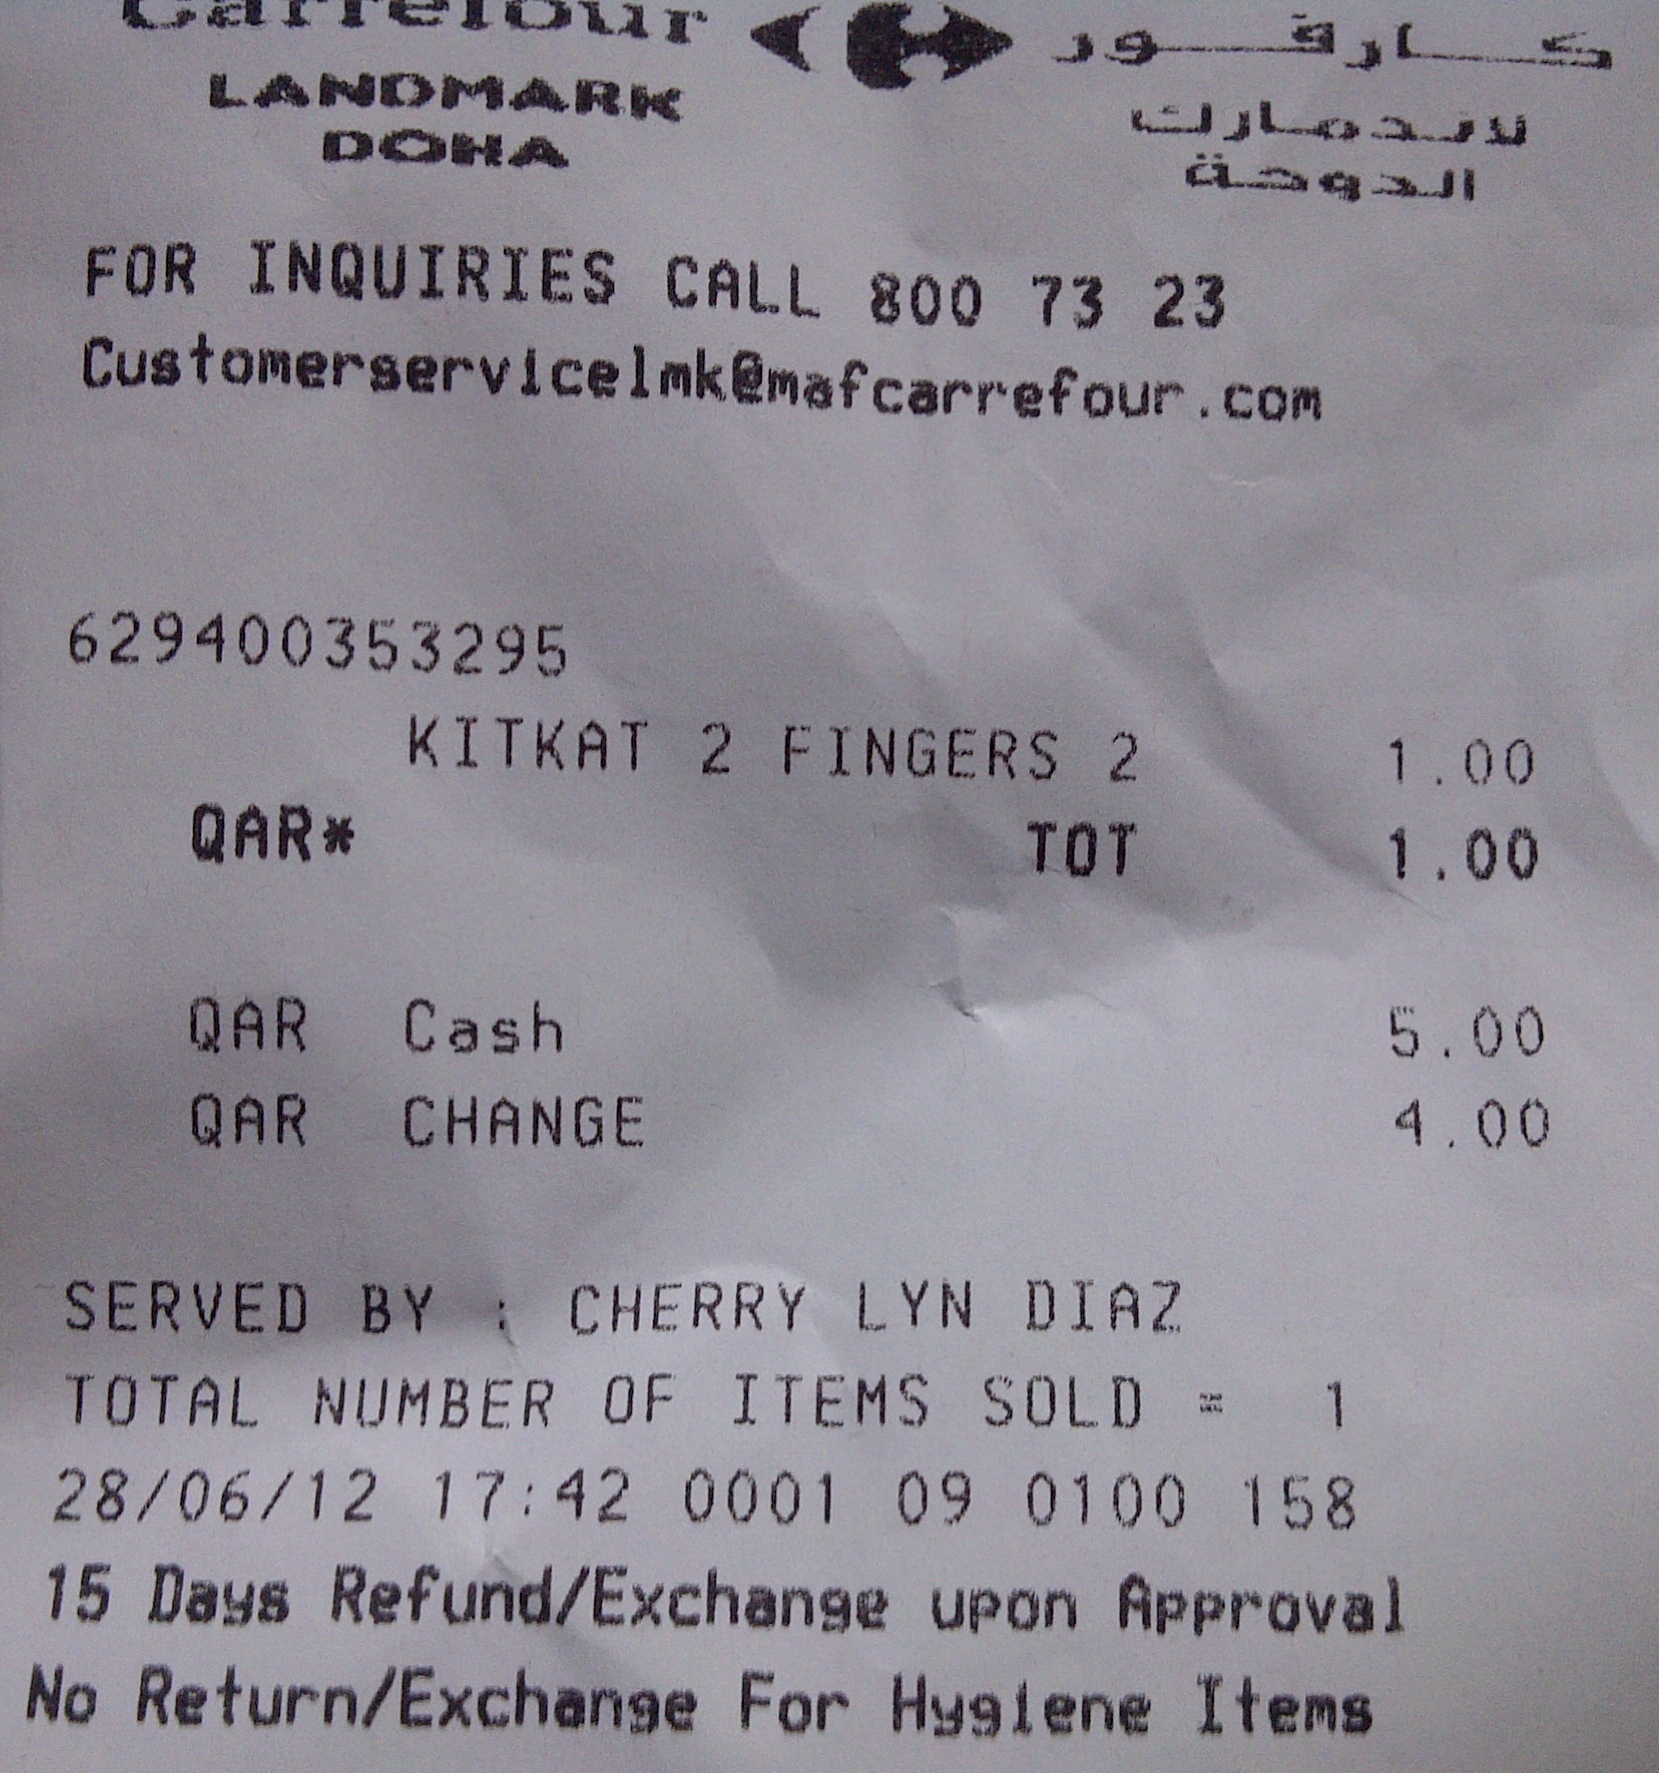 Carrefour كارفور
LANDMARK لاندمارك
DOHA الدوحة
FOR INQUIRIES CALL 800 73 23
Customerservicelmk@mafcarrefour.com
629400353295
KITKAT 2 FINGERS 2 1.00
QAR* TOT 1.00
QAR Cash 5.00
QAR CHANGE 4.00
SERVED BY : CHERRY LYN DIAZ
TOTAL NUMBER OF ITEMS SOLD = 1
28/06/12 17:42 0001 09 0100 158
15 Days Refund/Exchange upon Approval
No Return/Exchange For Hygiene Items